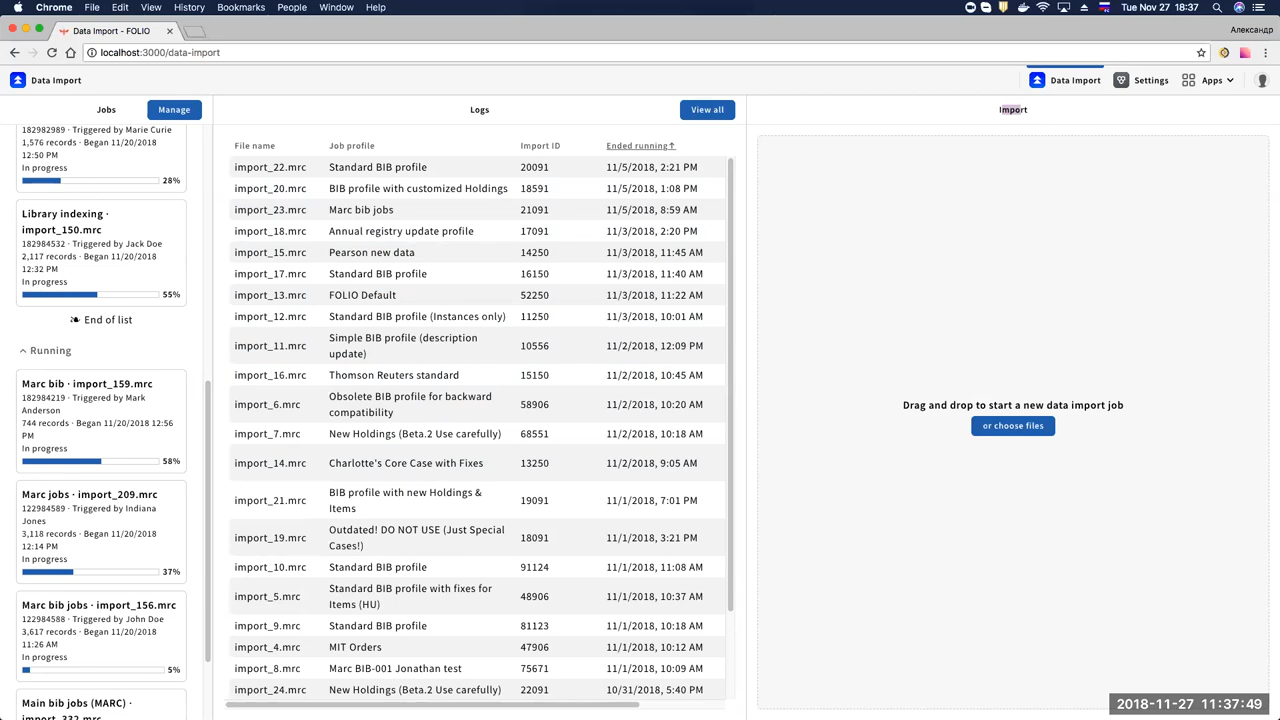 Chrome File Edit View History Bookmarks People Window Help Tue Nov 27 18:37
Data Import - FOLIO
Александр
localhost:3000/data-import
Data Import
Data Import Settings Apps
Jobs
Manage
182982989 · Triggered by Marie Curie
1,576 records · Began 11/20/2018
12:50 PM
In progress
28%
Library indexing ·
import_150.mrc
182984532 · Triggered by Jack Doe
2,117 records · Began 11/20/2018
12:32 PM
In progress
55%
❧ End of list
Running
Marc bib · import_159.mrc
182984219 · Triggered by Mark
Anderson
744 records · Began 11/20/2018 12:56
PM
In progress
58%
Marc jobs · import_209.mrc
122984589 · Triggered by Indiana
Jones
3,118 records · Began 11/20/2018
12:14 PM
In progress
37%
Marc bib jobs · import_156.mrc
122984588 · Triggered by John Doe
3,617 records · Began 11/20/2018
11:26 AM
In progress
5%
Main bib jobs (MARC) ·
import_332.mrc
Logs
View all
File name Job profile Import ID Ended running↑
import_22.mrc Standard BIB profile 20091 11/5/2018, 2:21 PM
import_20.mrc BIB profile with customized Holdings 18591 11/5/2018, 1:08 PM
import_23.mrc Marc bib jobs 21091 11/5/2018, 8:59 AM
import_18.mrc Annual registry update profile 17091 11/3/2018, 2:20 PM
import_15.mrc Pearson new data 14250 11/3/2018, 11:45 AM
import_17.mrc Standard BIB profile 16150 11/3/2018, 11:40 AM
import_13.mrc FOLIO Default 52250 11/3/2018, 11:22 AM
import_12.mrc Standard BIB profile (Instances only) 11250 11/3/2018, 10:01 AM
import_11.mrc Simple BIB profile (description
update) 10556 11/2/2018, 12:09 PM
import_16.mrc Thomson Reuters standard 15150 11/2/2018, 10:45 AM
import_6.mrc Obsolete BIB profile for backward
compatibility 58906 11/2/2018, 10:20 AM
import_7.mrc New Holdings (Beta.2 Use carefully) 68551 11/2/2018, 10:18 AM
import_14.mrc Charlotte's Core Case with Fixes 13250 11/2/2018, 9:05 AM
import_21.mrc BIB profile with new Holdings &
Items 19091 11/1/2018, 7:01 PM
import_19.mrc Outdated! DO NOT USE (Just Special
Cases!) 18091 11/1/2018, 3:21 PM
import_10.mrc Standard BIB profile 91124 11/1/2018, 11:08 AM
import_5.mrc Standard BIB profile with fixes for
Items (HU) 48906 11/1/2018, 10:37 AM
import_9.mrc Standard BIB profile 81123 11/1/2018, 10:18 AM
import_4.mrc MIT Orders 47906 11/1/2018, 10:12 AM
import_8.mrc Marc BIB-001 Jonathan test 75671 11/1/2018, 10:09 AM
import_24.mrc New Holdings (Beta.2 Use carefully) 22091 10/31/2018, 5:40 PM
Import
Drag and drop to start a new data import job
or choose files
2018-11-27 11:37:49